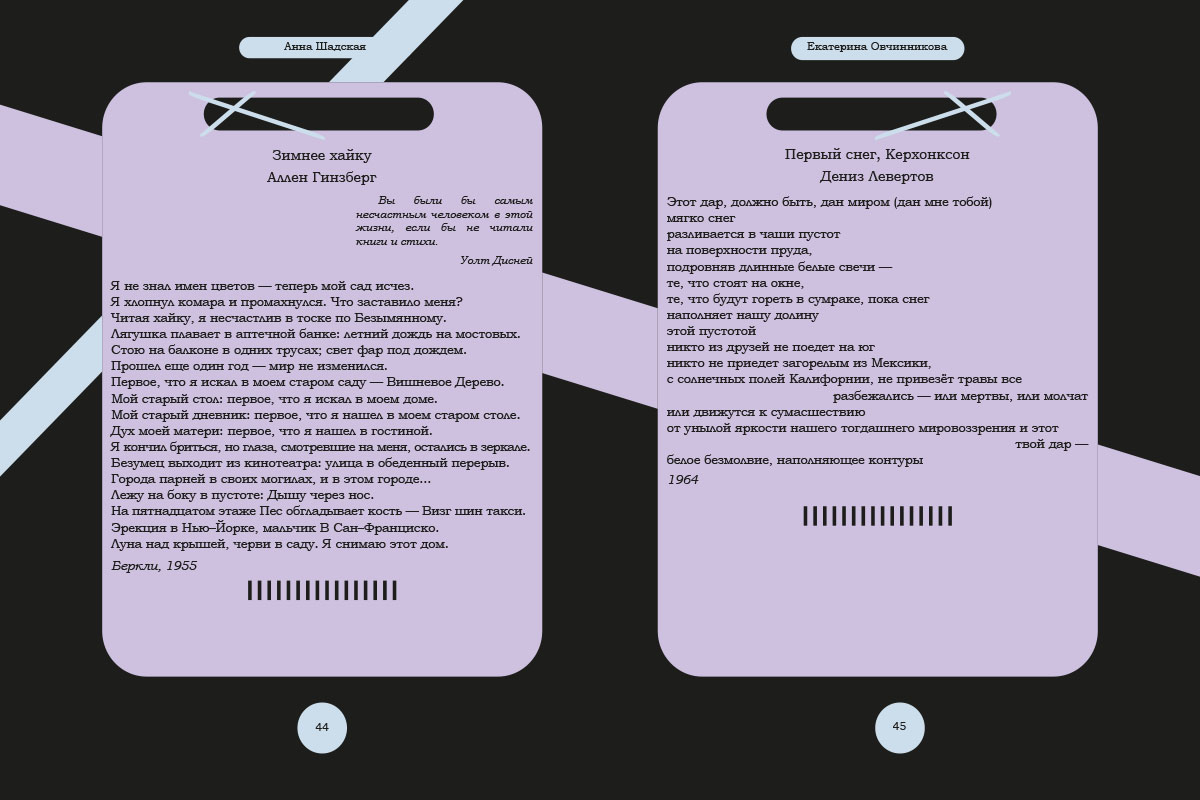 Анна Шадская
Зимнее хайку
Аллен Гинзберг
Вы были бы самым
несчастным человеком в этой
жизни, если бы не читали
книги и стихи.
Уолт Дисней
Я не знал имен цветов — теперь мой сад исчез.
Я хлопнул комара и промахнулся. Что заставило меня?
Читая хайку, я несчастлив в тоске по Безымянному.
Лягушка плавает в аптечной банке: летний дождь на мостовых.
Стою на балконе в одних трусах; свет фар под дождем.
Прошел еще один год — мир не изменился.
Первое, что я искал в моем старом саду — Вишневое Дерево.
Мой старый стол: первое, что я искал в моем доме.
Мой старый дневник: первое, что я нашел в моем старом столе.
Дух моей матери: первое, что я нашел в гостиной.
Я кончил бриться, но глаза, смотревшие на меня, остались в зеркале.
Безумец выходит из кинотеатра: улица в обеденный перерыв.
Города парней в своих могилах, и в этом городе...
Лежу на боку в пустоте: Дышу через нос.
На пятнадцатом этаже Пес обгладывает кость — Визг шин такси.
Эрекция в Нью–Йорке, мальчик В Сан–Франциско.
Луна над крышей, черви в саду. Я снимаю этот дом.
Беркли, 1955
44
Екатерина Овчинникова
Первый снег, Керхонксон
Дениз Левертов
Этот дар, должно быть, дан миром (дан мне тобой)
мягко снег
разливается в чаши пустот
на поверхности пруда,
подровняв длинные белые свечи —
те, что стоят на окне,
те, что будут гореть в сумраке, пока снег
наполняет нашу долину
этой пустотой
никто из друзей не поедет на юг
никто не приедет загорелым из Мексики,
с солнечных полей Калифорнии, не привезёт травы все
разбежались — или мертвы, или молчат
или движутся к сумасшествию
от унылой яркости нашего тогдашнего мировоззрения и этот
твой дар —
белое безмолвие, наполняющее контуры
1964
45